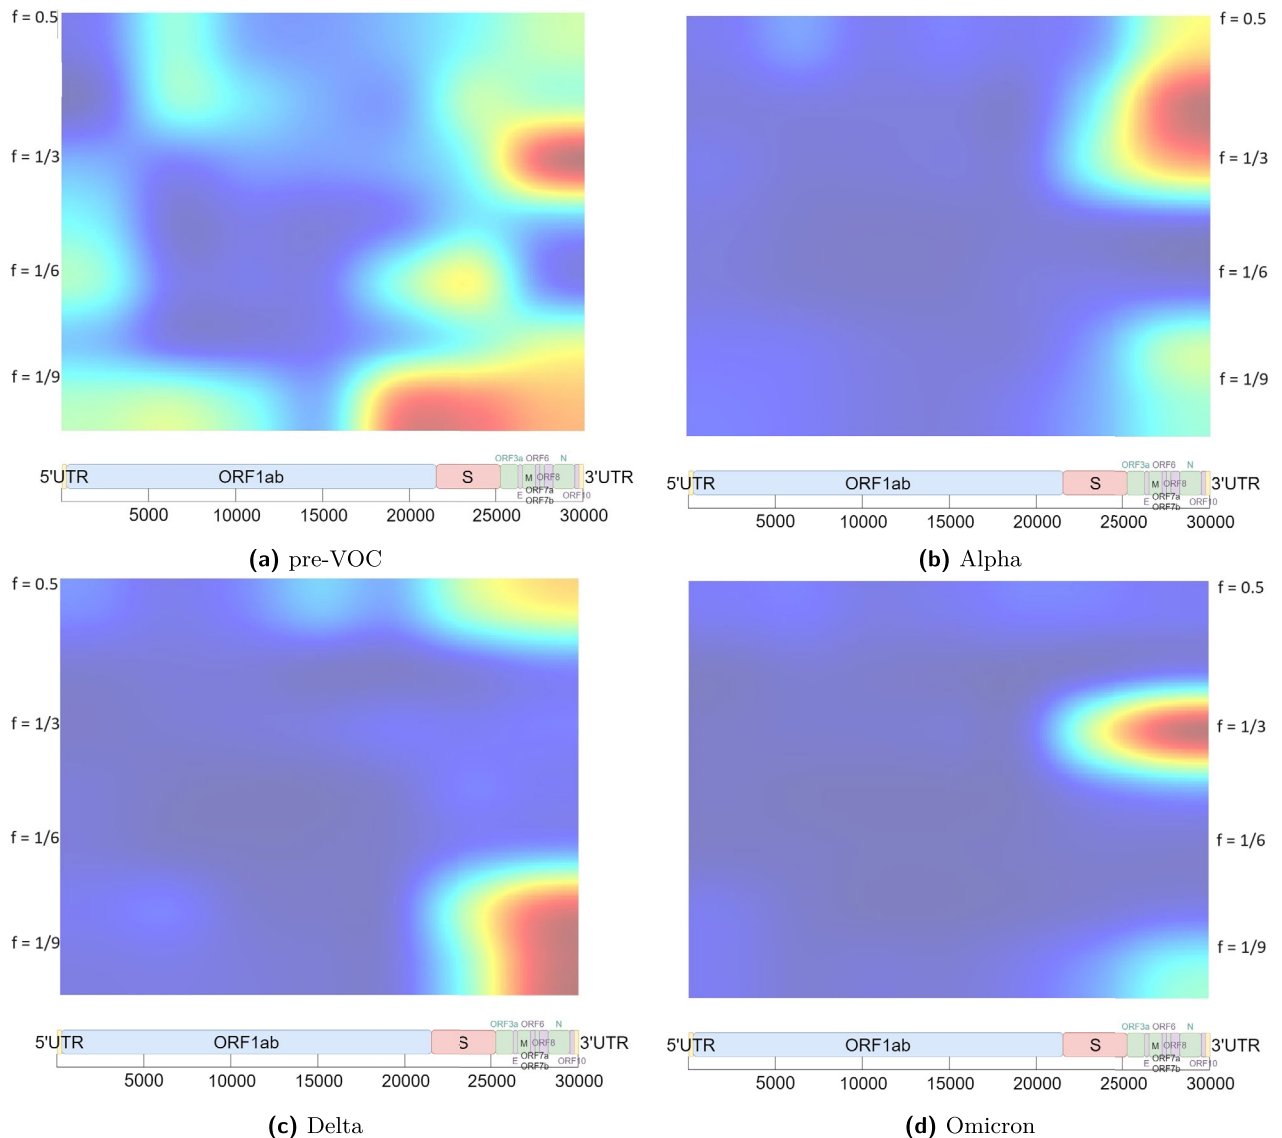 f = 0.5
f = 1/3
f = 1/6
f = 1/9
ORF3a ORF6 N
5'UTR ORF1ab S M ORF8 3'UTR
E ORF7a ORF10
ORF7b
5000 10000 15000 20000 25000 30000
(a) pre-VOC
f = 0.5
f = 1/3
f = 1/6
f = 1/9
ORF3a ORF6 N
5'UTR ORF1ab S M ORF8 3'UTR
E ORF7a ORF10
ORF7b
5000 10000 15000 20000 25000 30000
(b) Alpha
f = 0.5
f = 1/3
f = 1/6
f = 1/9
ORF3a ORF6 N
5'UTR ORF1ab S M ORF8 3'UTR
E ORF7a ORF10
ORF7b
5000 10000 15000 20000 25000 30000
(c) Delta
f = 0.5
f = 1/3
f = 1/6
f = 1/9
ORF3a ORF6 N
5'UTR ORF1ab S M ORF8 3'UTR
E ORF7a ORF10
ORF7b
5000 10000 15000 20000 25000 30000
(d) Omicron